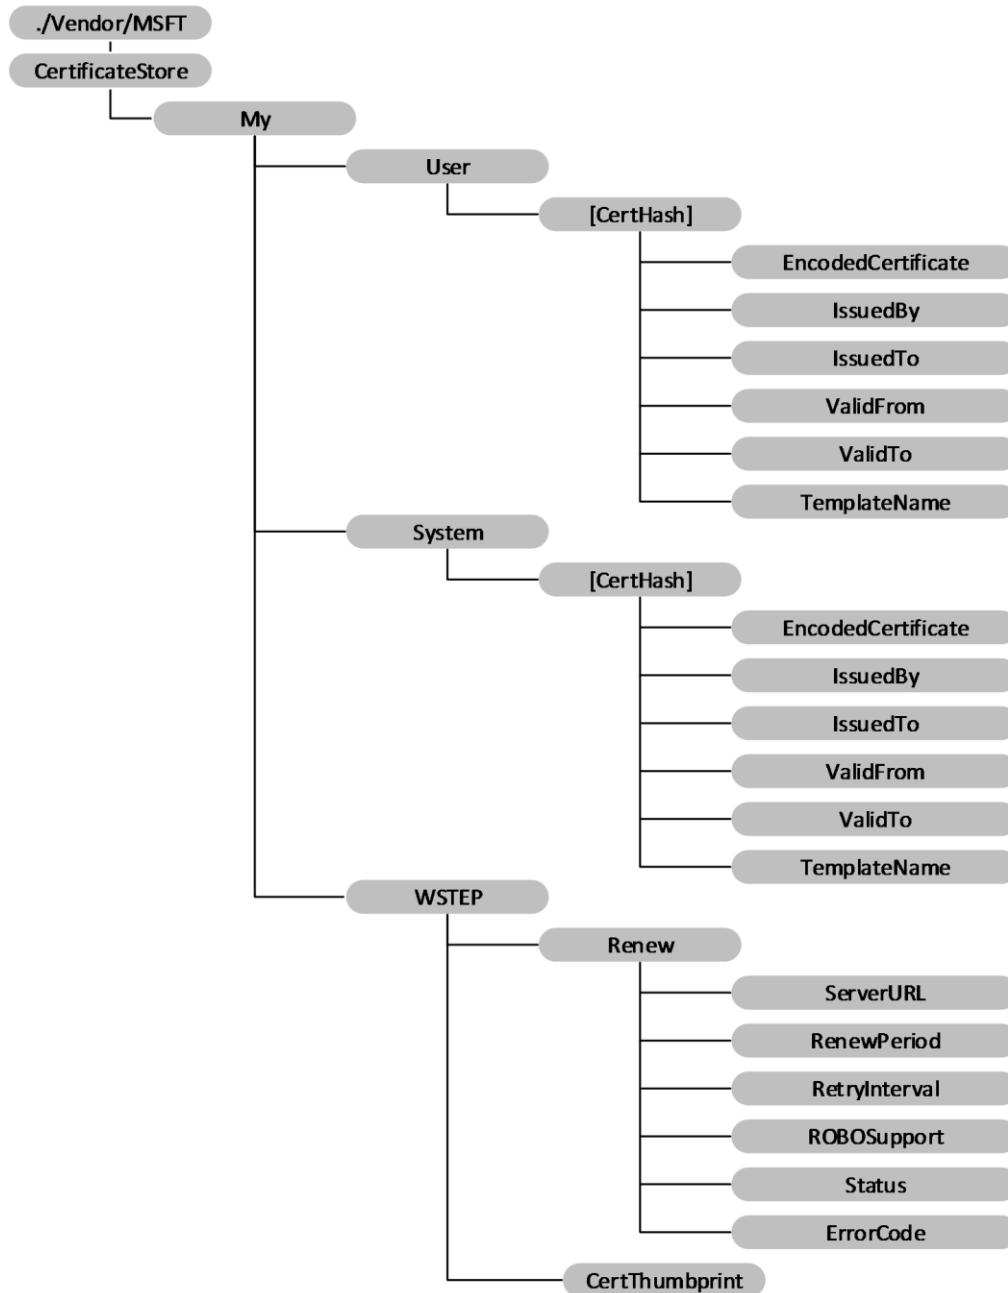 ./Vendor/MSFT
CertificateStore
My
User
[CertHash]
EncodedCertificate
IssuedBy
IssuedTo
ValidFrom
ValidTo
TemplateName
System
[CertHash]
EncodedCertificate
IssuedBy
IssuedTo
ValidFrom
ValidTo
TemplateName
WSTEP
Renew
ServerURL
RenewPeriod
RetryInterval
ROBOSupport
Status
ErrorCode
CertThumbprint